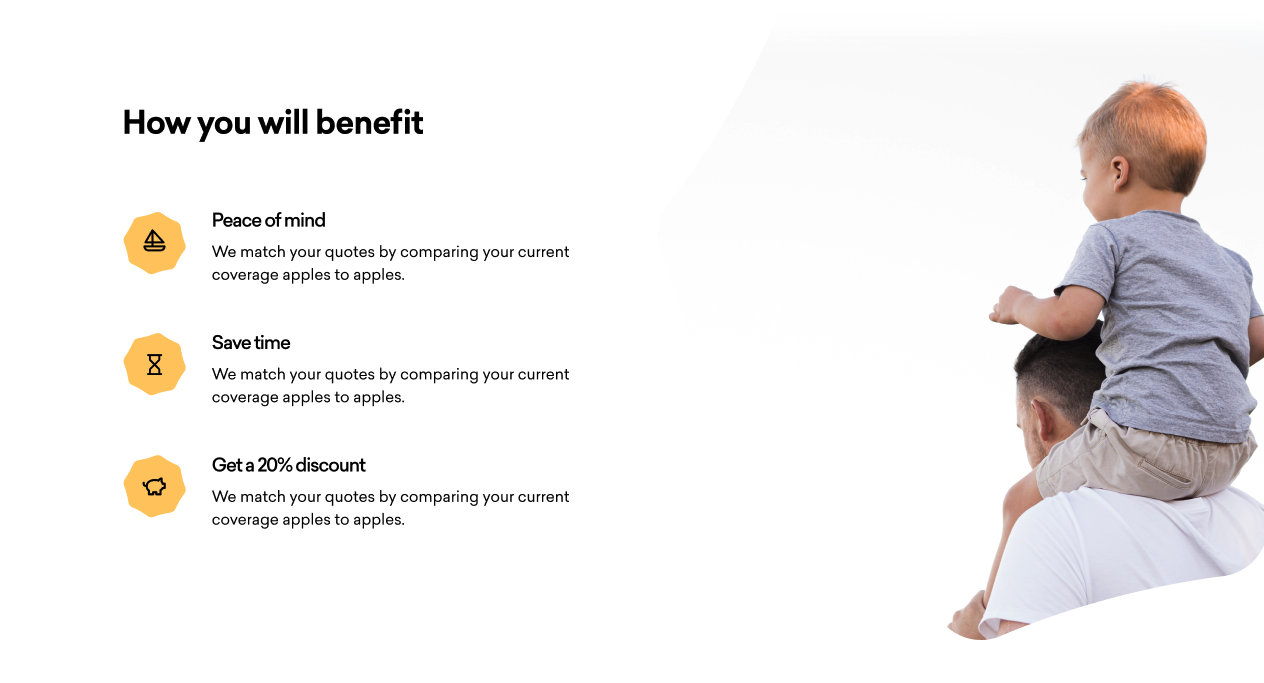 How you will benefit
Peace of mind
We match your quotes by comparing your current
coverage apples to apples.
Save time
We match your quotes by comparing your current
coverage apples to apples.
Get a 20% discount
We match your quotes by comparing your current
coverage apples to apples.